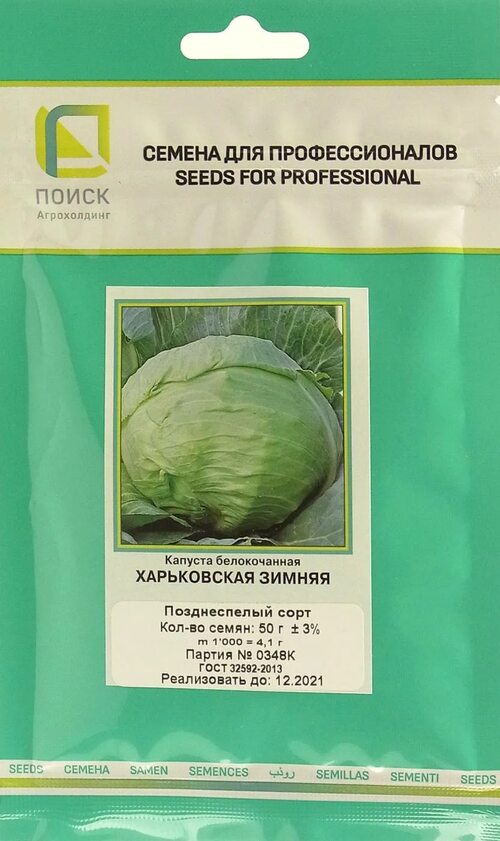 СЕМЕНА ДЛЯ ПРОФЕССИОНАЛОВ
SEEDS FOR PROFESSIONAL
ПОИСК
Агрохолдинг
Капуста белокочанная
ХАРЬКОВСКАЯ ЗИМНЯЯ
Позднеспелый сорт
Кол-во семян: 50 г ± 3%
m 1'000 = 4,1 г
Партия № 0348К
ГОСТ 32592-2013
Реализовать до: 12.2021
SEEDS СЕМЕНА SAMEN SEMENCES SEMILLAS SEMENTI SEEDS